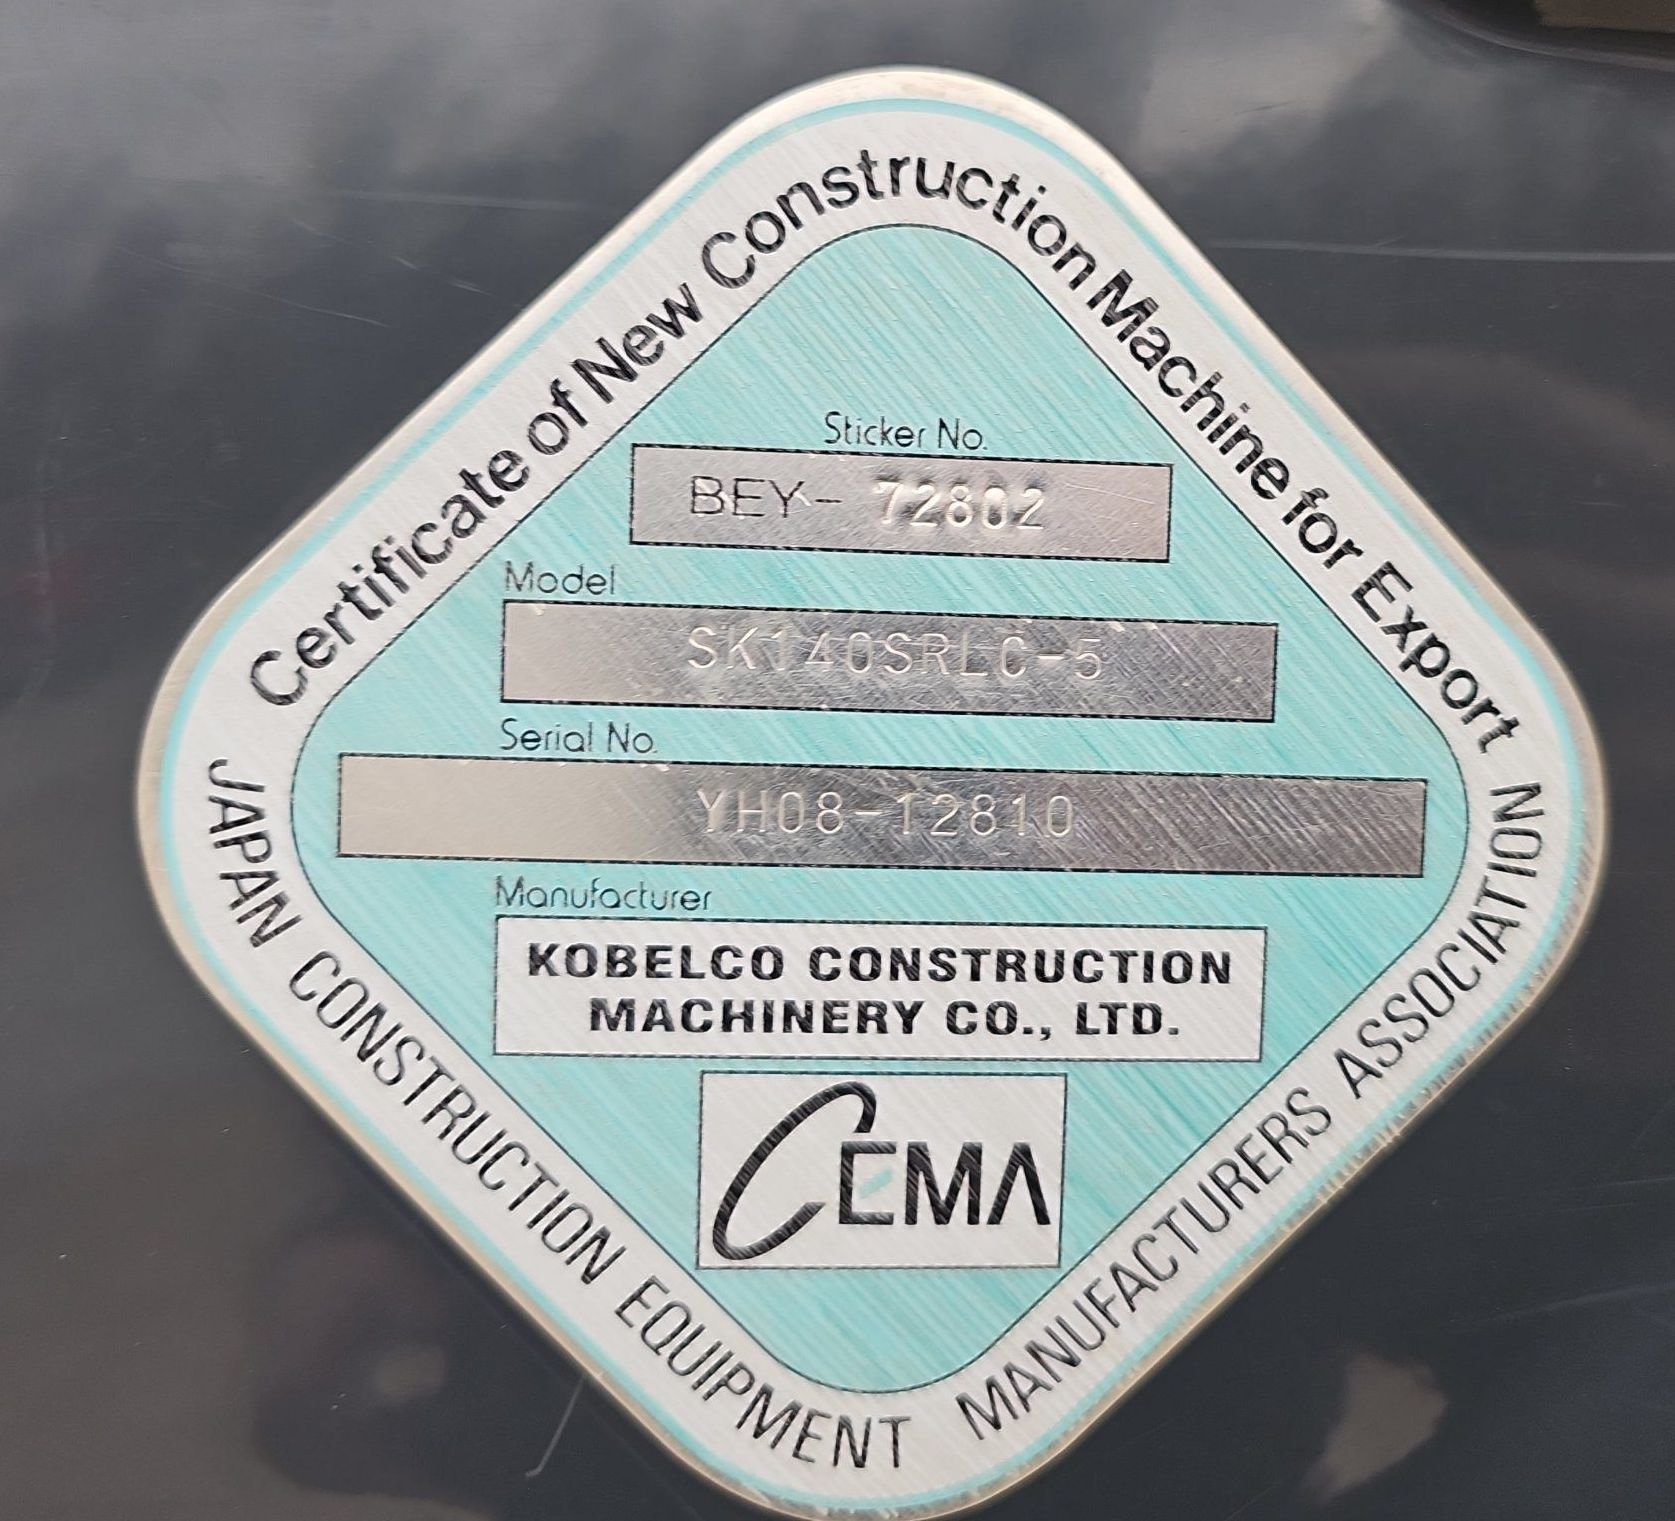 Certificate of New Construction Machine for Export
Sticker No.
BEY- 72802
Model
SK140SRLC-5
Serial No.
YH08-12810
Manufacturer
KOBELCO CONSTRUCTION
MACHINERY CO., LTD.
CEMA
JAPAN CONSTRUCTION EQUIPMENT MANUFACTURERS ASSOCIATION